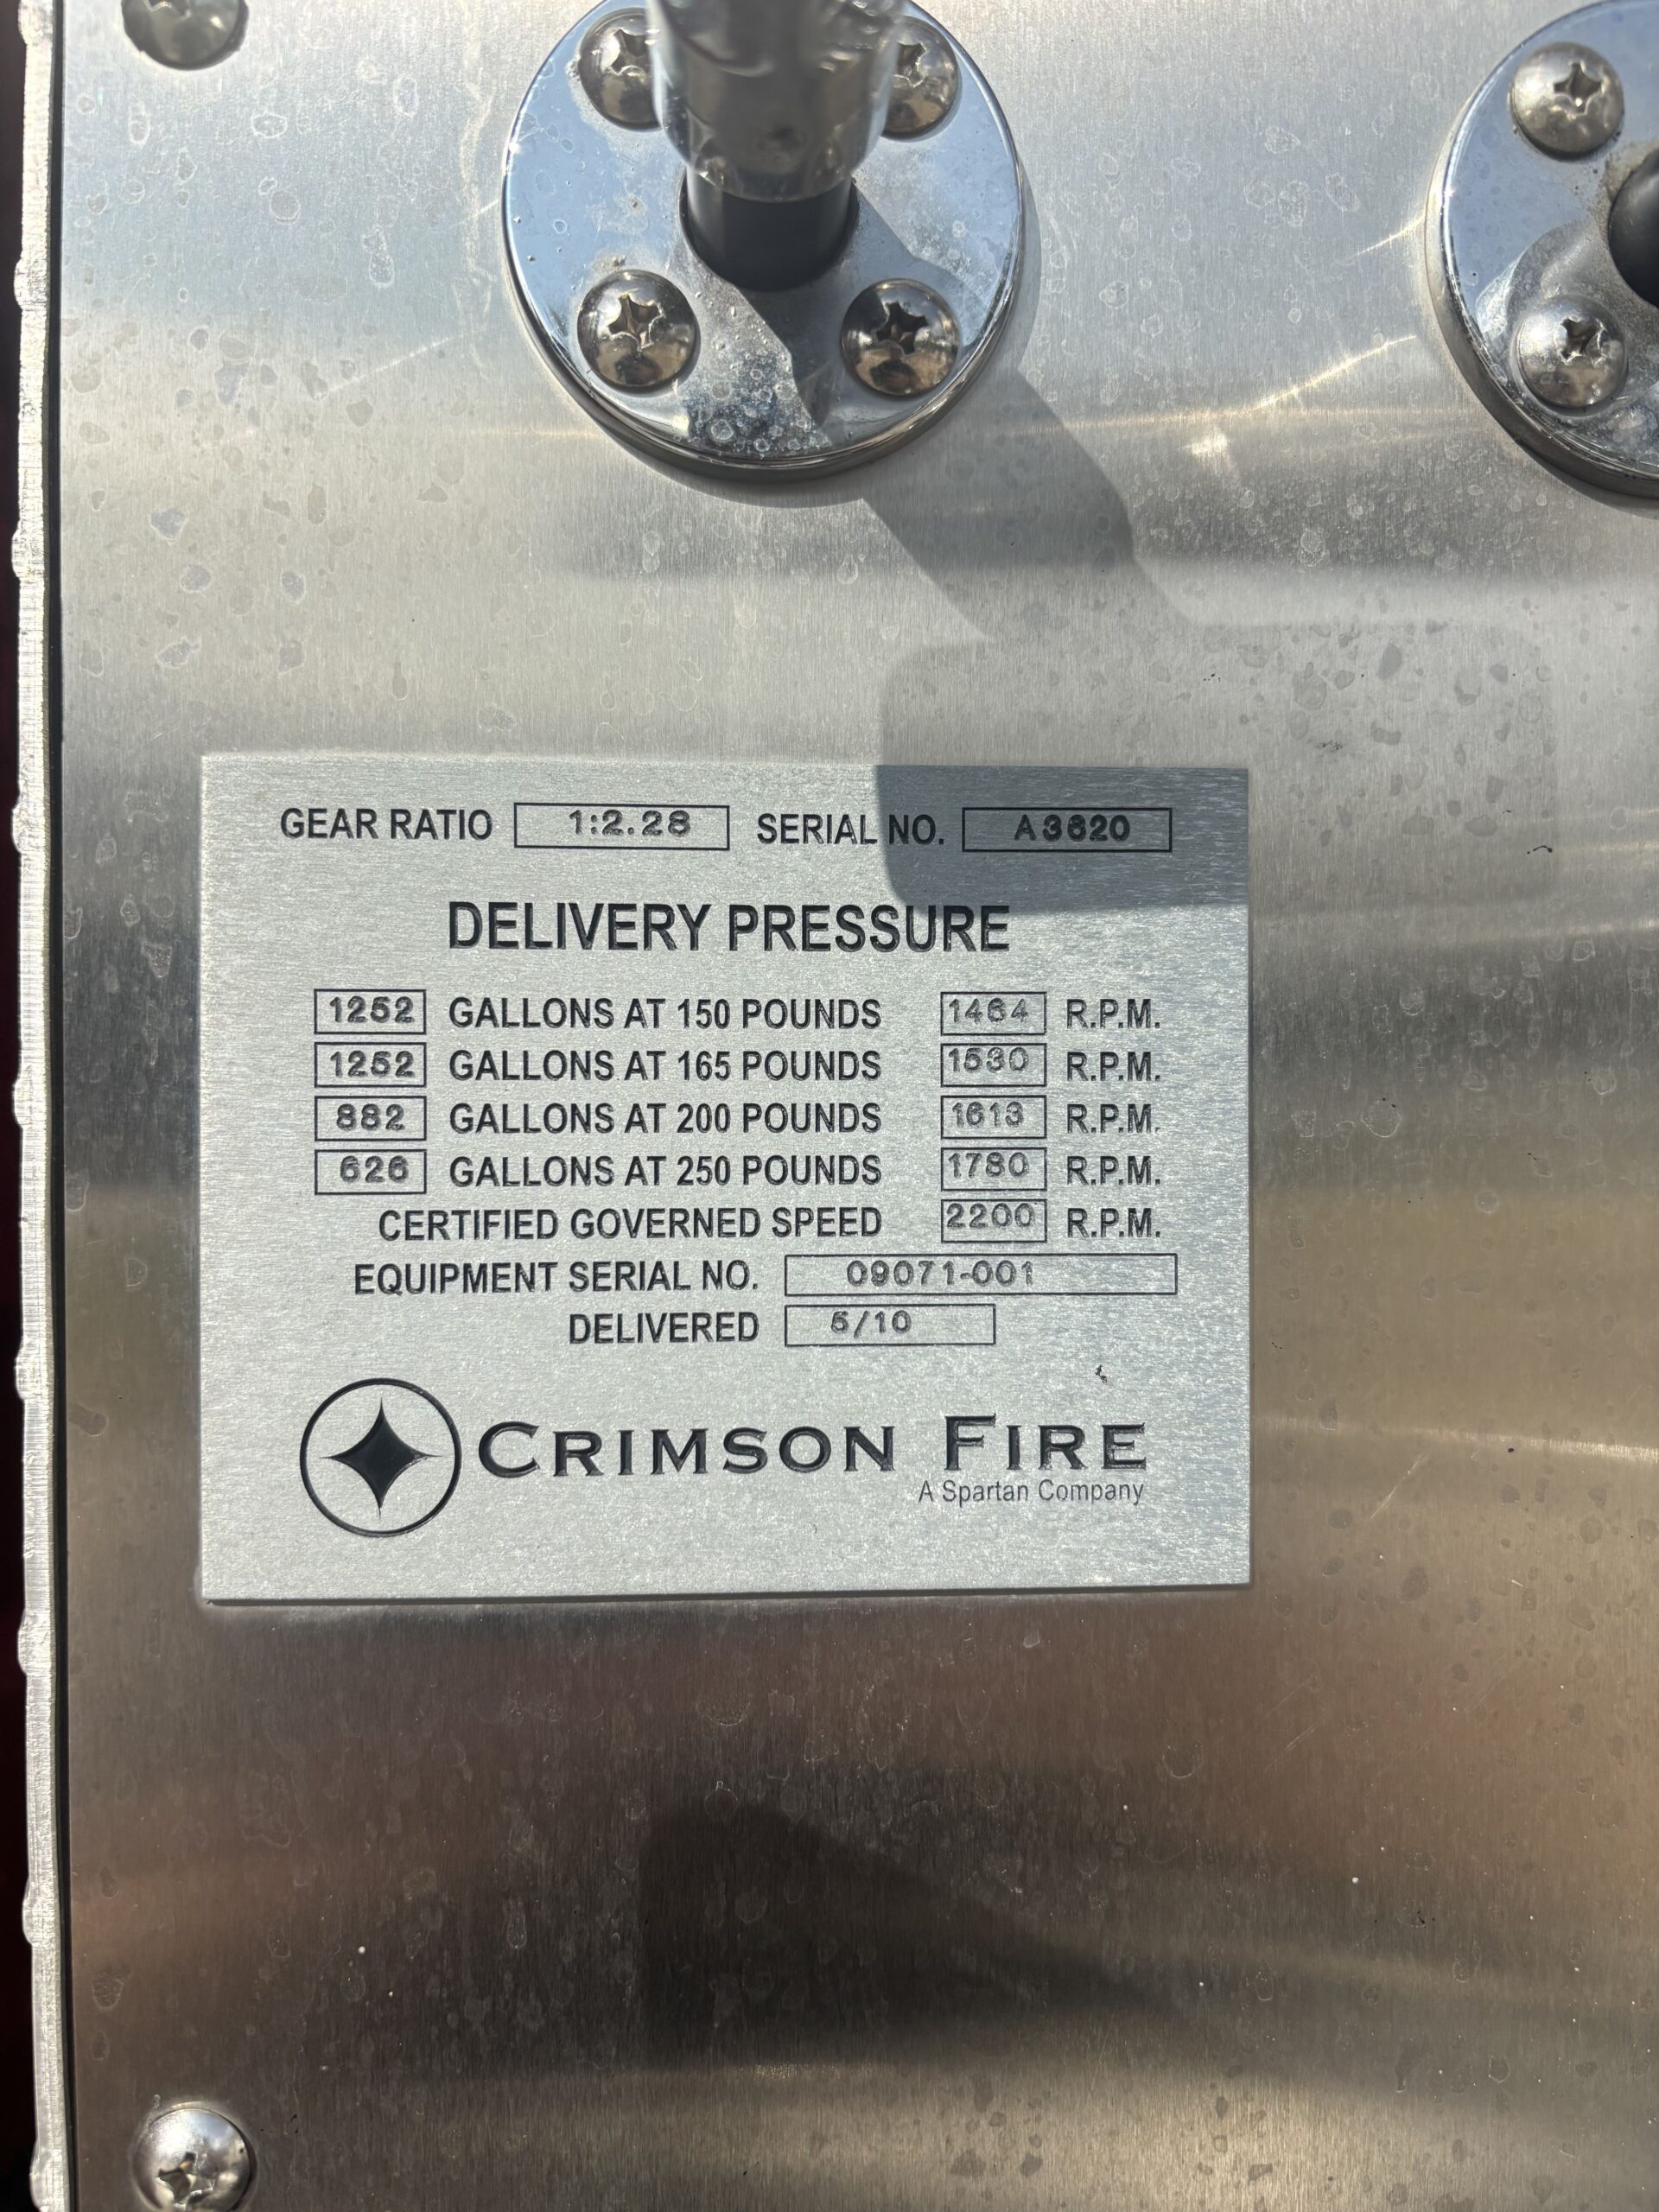 GEAR RATIO 1:2.28 SERIAL NO. A3620
DELIVERY PRESSURE
1252 GALLONS AT 150 POUNDS 1464 R.P.M.
1252 GALLONS AT 165 POUNDS 1530 R.P.M.
882 GALLONS AT 200 POUNDS 1613 R.P.M.
626 GALLONS AT 250 POUNDS 1780 R.P.M.
CERTIFIED GOVERNED SPEED 2200 R.P.M.
EQUIPMENT SERIAL NO. 09071-001
DELIVERED 5/10
CRIMSON FIRE
A Spartan Company